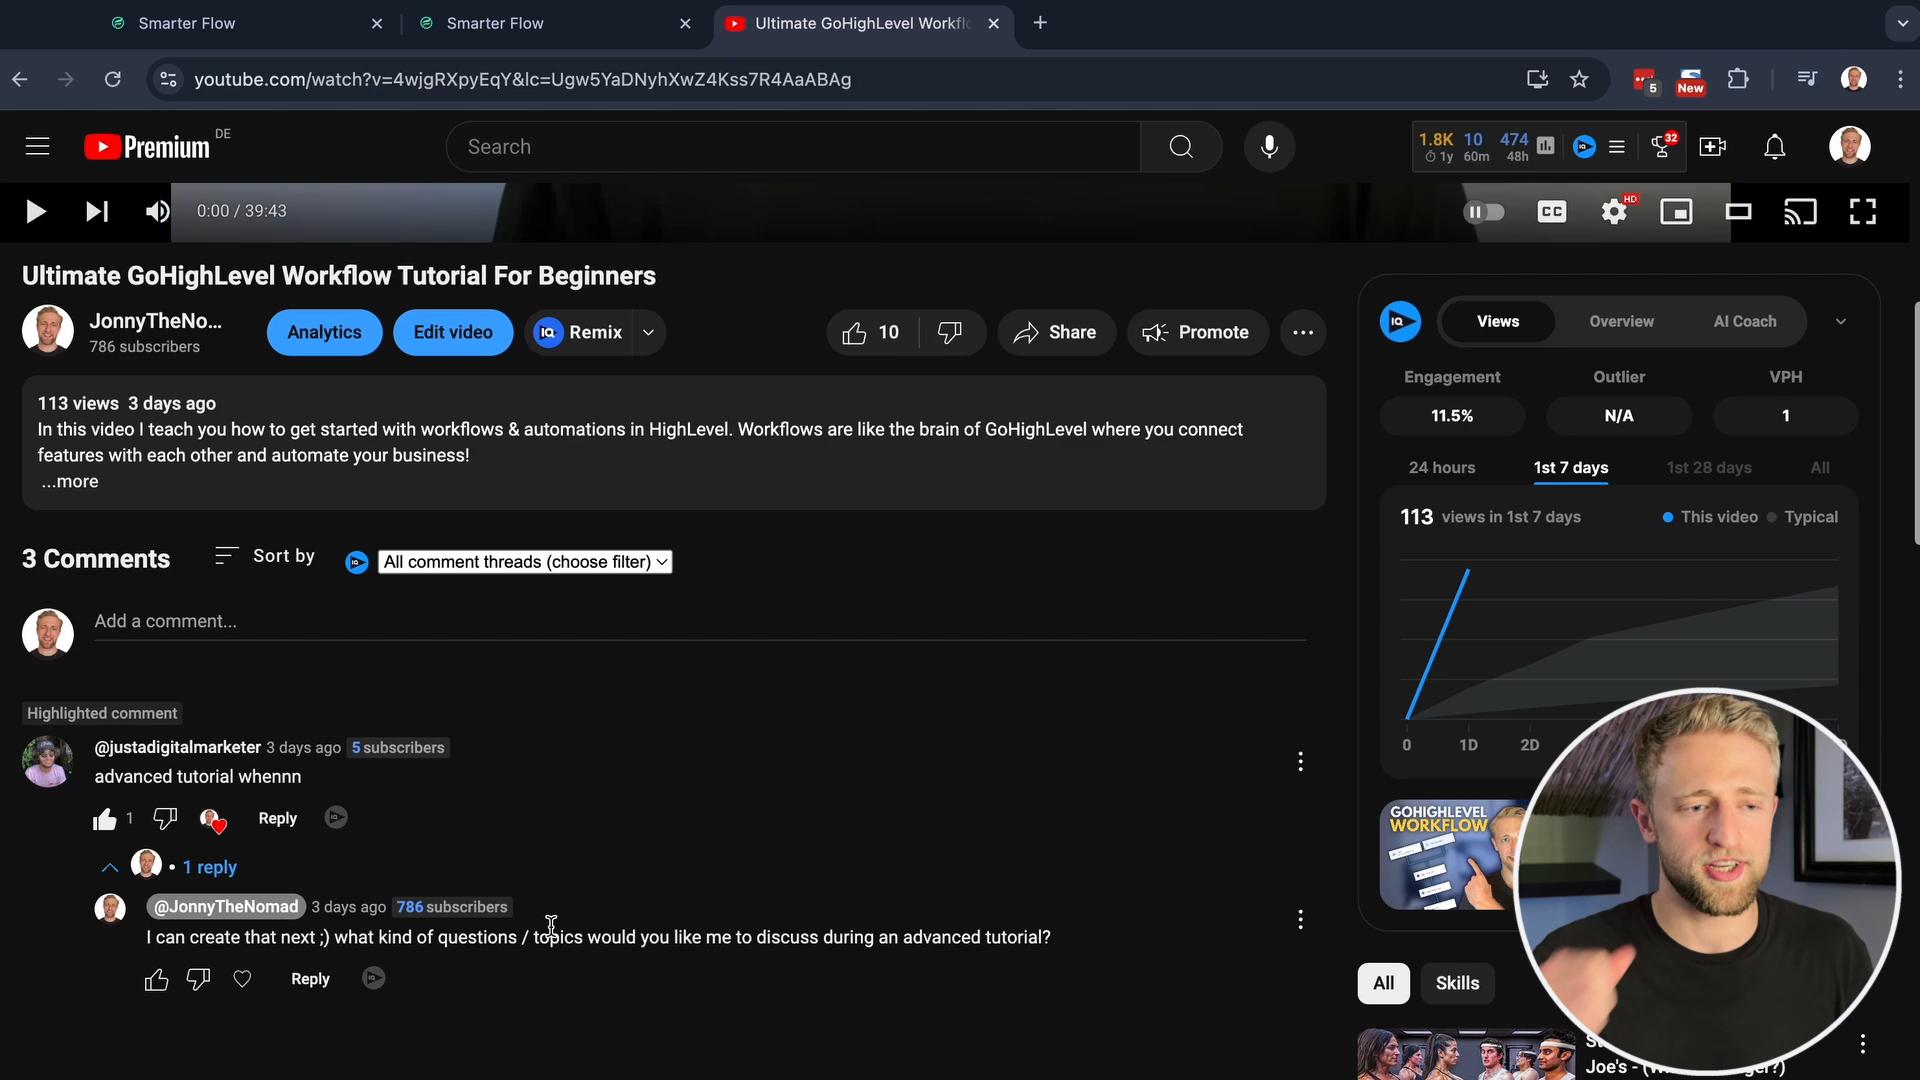 Smarter Flow
Smarter Flow
Ultimate GoHighLevel Workfl
youtube.com/watch?v=4wjgRXpyEqY&lc=Ugw5YaDNyhXwZ4Kss7R4AaABAg
5
New
Premium
DE
Search
1.8K 10 474
1y 60m 48h
32
0:00 / 39:43
CC
HD
Ultimate GoHighLevel Workflow Tutorial For Beginners
JonnyTheNo...
786 subscribers
Analytics
Edit video
IQ
Remix
10
Share
Promote
113 views 3 days ago
In this video I teach you how to get started with workflows & automations in HighLevel. Workflows are like the brain of GoHighLevel where you connect
features with each other and automate your business!
...more
3 Comments
Sort by
All comment threads (choose filter)
Add a comment...
Highlighted comment
@justadigitalmarketer 3 days ago 5 subscribers
advanced tutorial whennn
1
Reply
• 1 reply
@JonnyTheNomad 3 days ago 786 subscribers
I can create that next ;) what kind of questions / topics would you like me to discuss during an advanced tutorial?
Reply
IQ
Views
Overview
AI Coach
Engagement
Outlier
VPH
11.5%
N/A
1
24 hours
1st 7 days
1st 28 days
All
113 views in 1st 7 days
This video
Typical
0
1D
2D
GOHIGHLEVEL
WORKFLOW
All
Skills
Joe's - (W